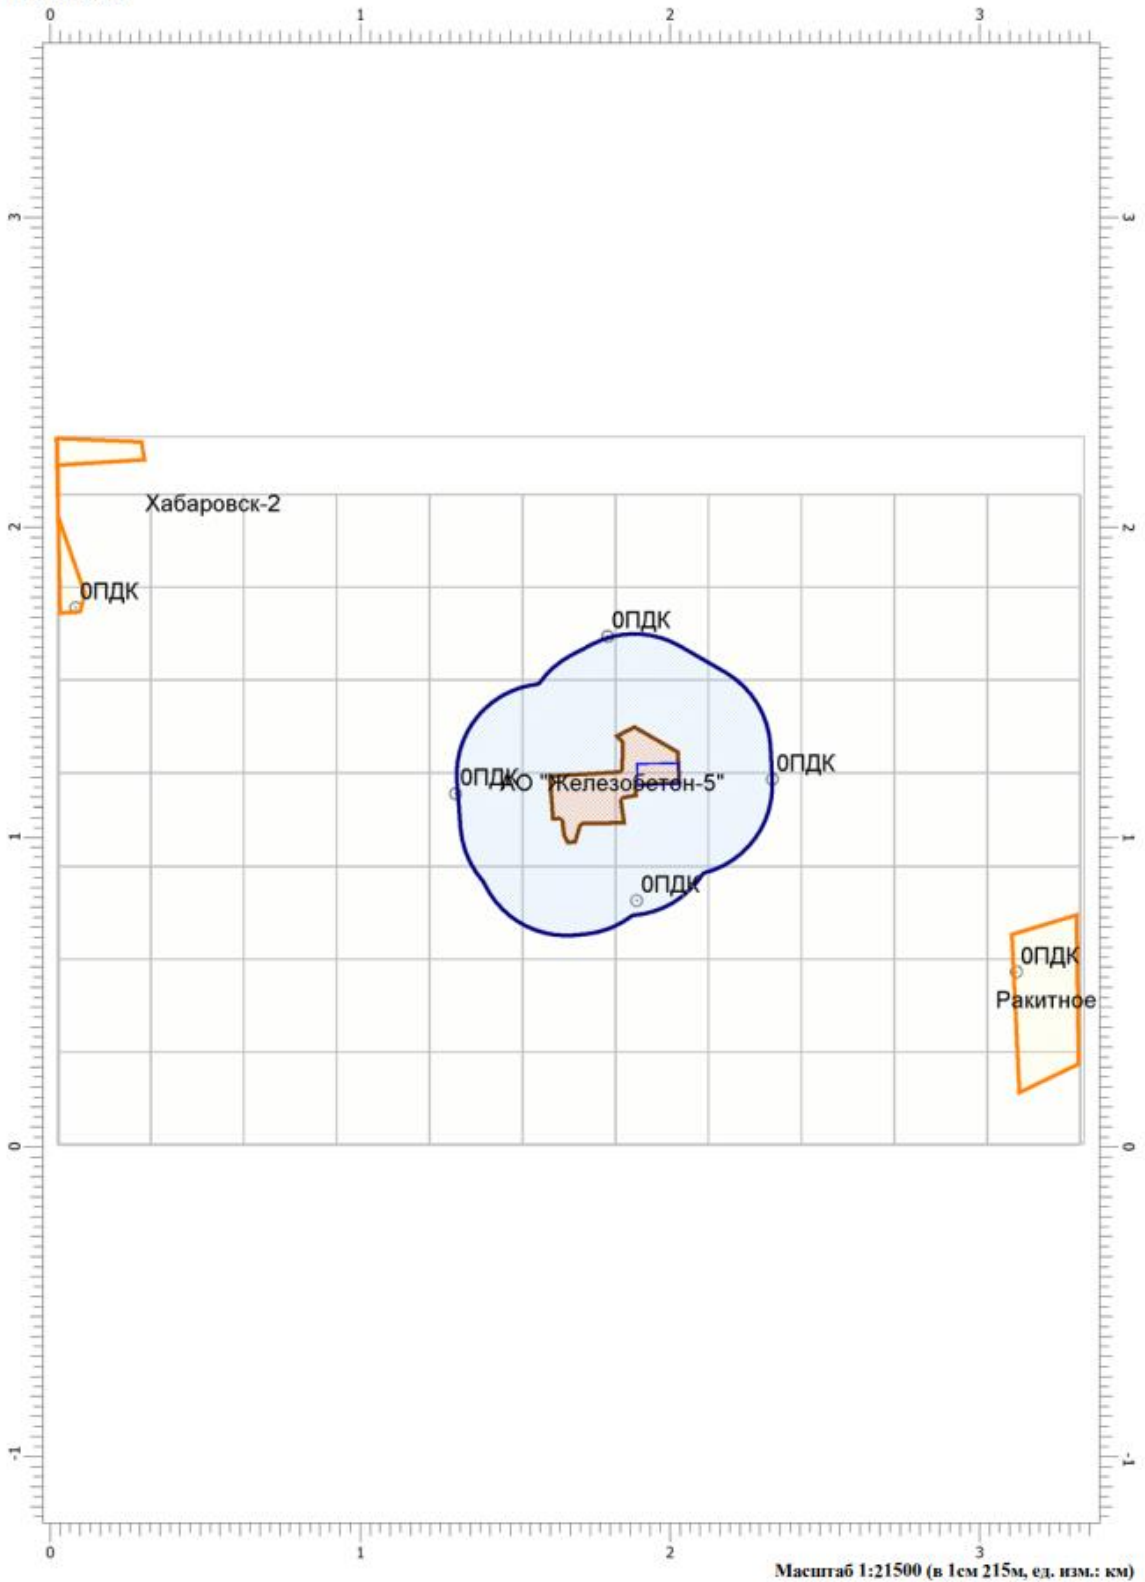 0 1 2 3
3 3
Хабаровск-2
2 2
0ПДК
0ПДК
0ПДК
0ПДК
АО "Железобетон-5"
1 1
0ПДК
0ПДК
Ракитное
0 0
-1 -1
0 1 2 3
Масштаб 1:21500 (в 1см 215м, ед. изм.: км)